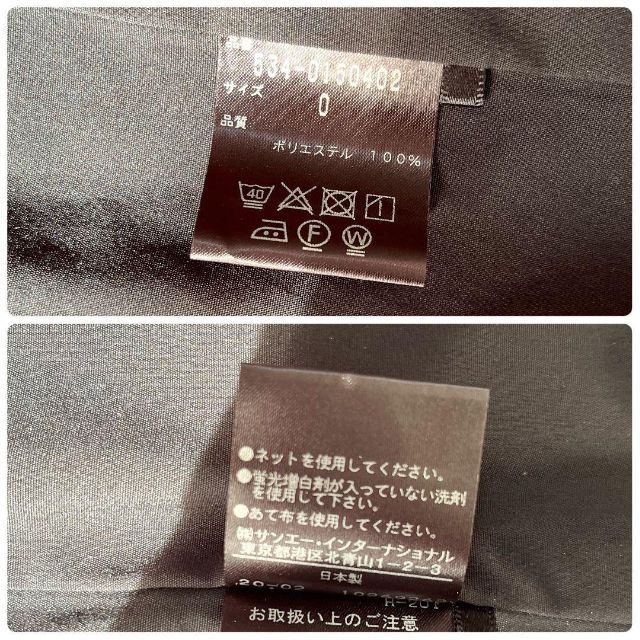 品番
634-0150402
サイズ
0
品質
ポリエステル 100%
40
F
W
●ネットを使用してください。
●蛍光増白剤が入っていない洗剤
を使用して下さい。
●あて布を使用してください。
㈱サンエー・インターナショナル
東京都港区北青山1-2-3
日本製
20-02
お取扱い上のご注意